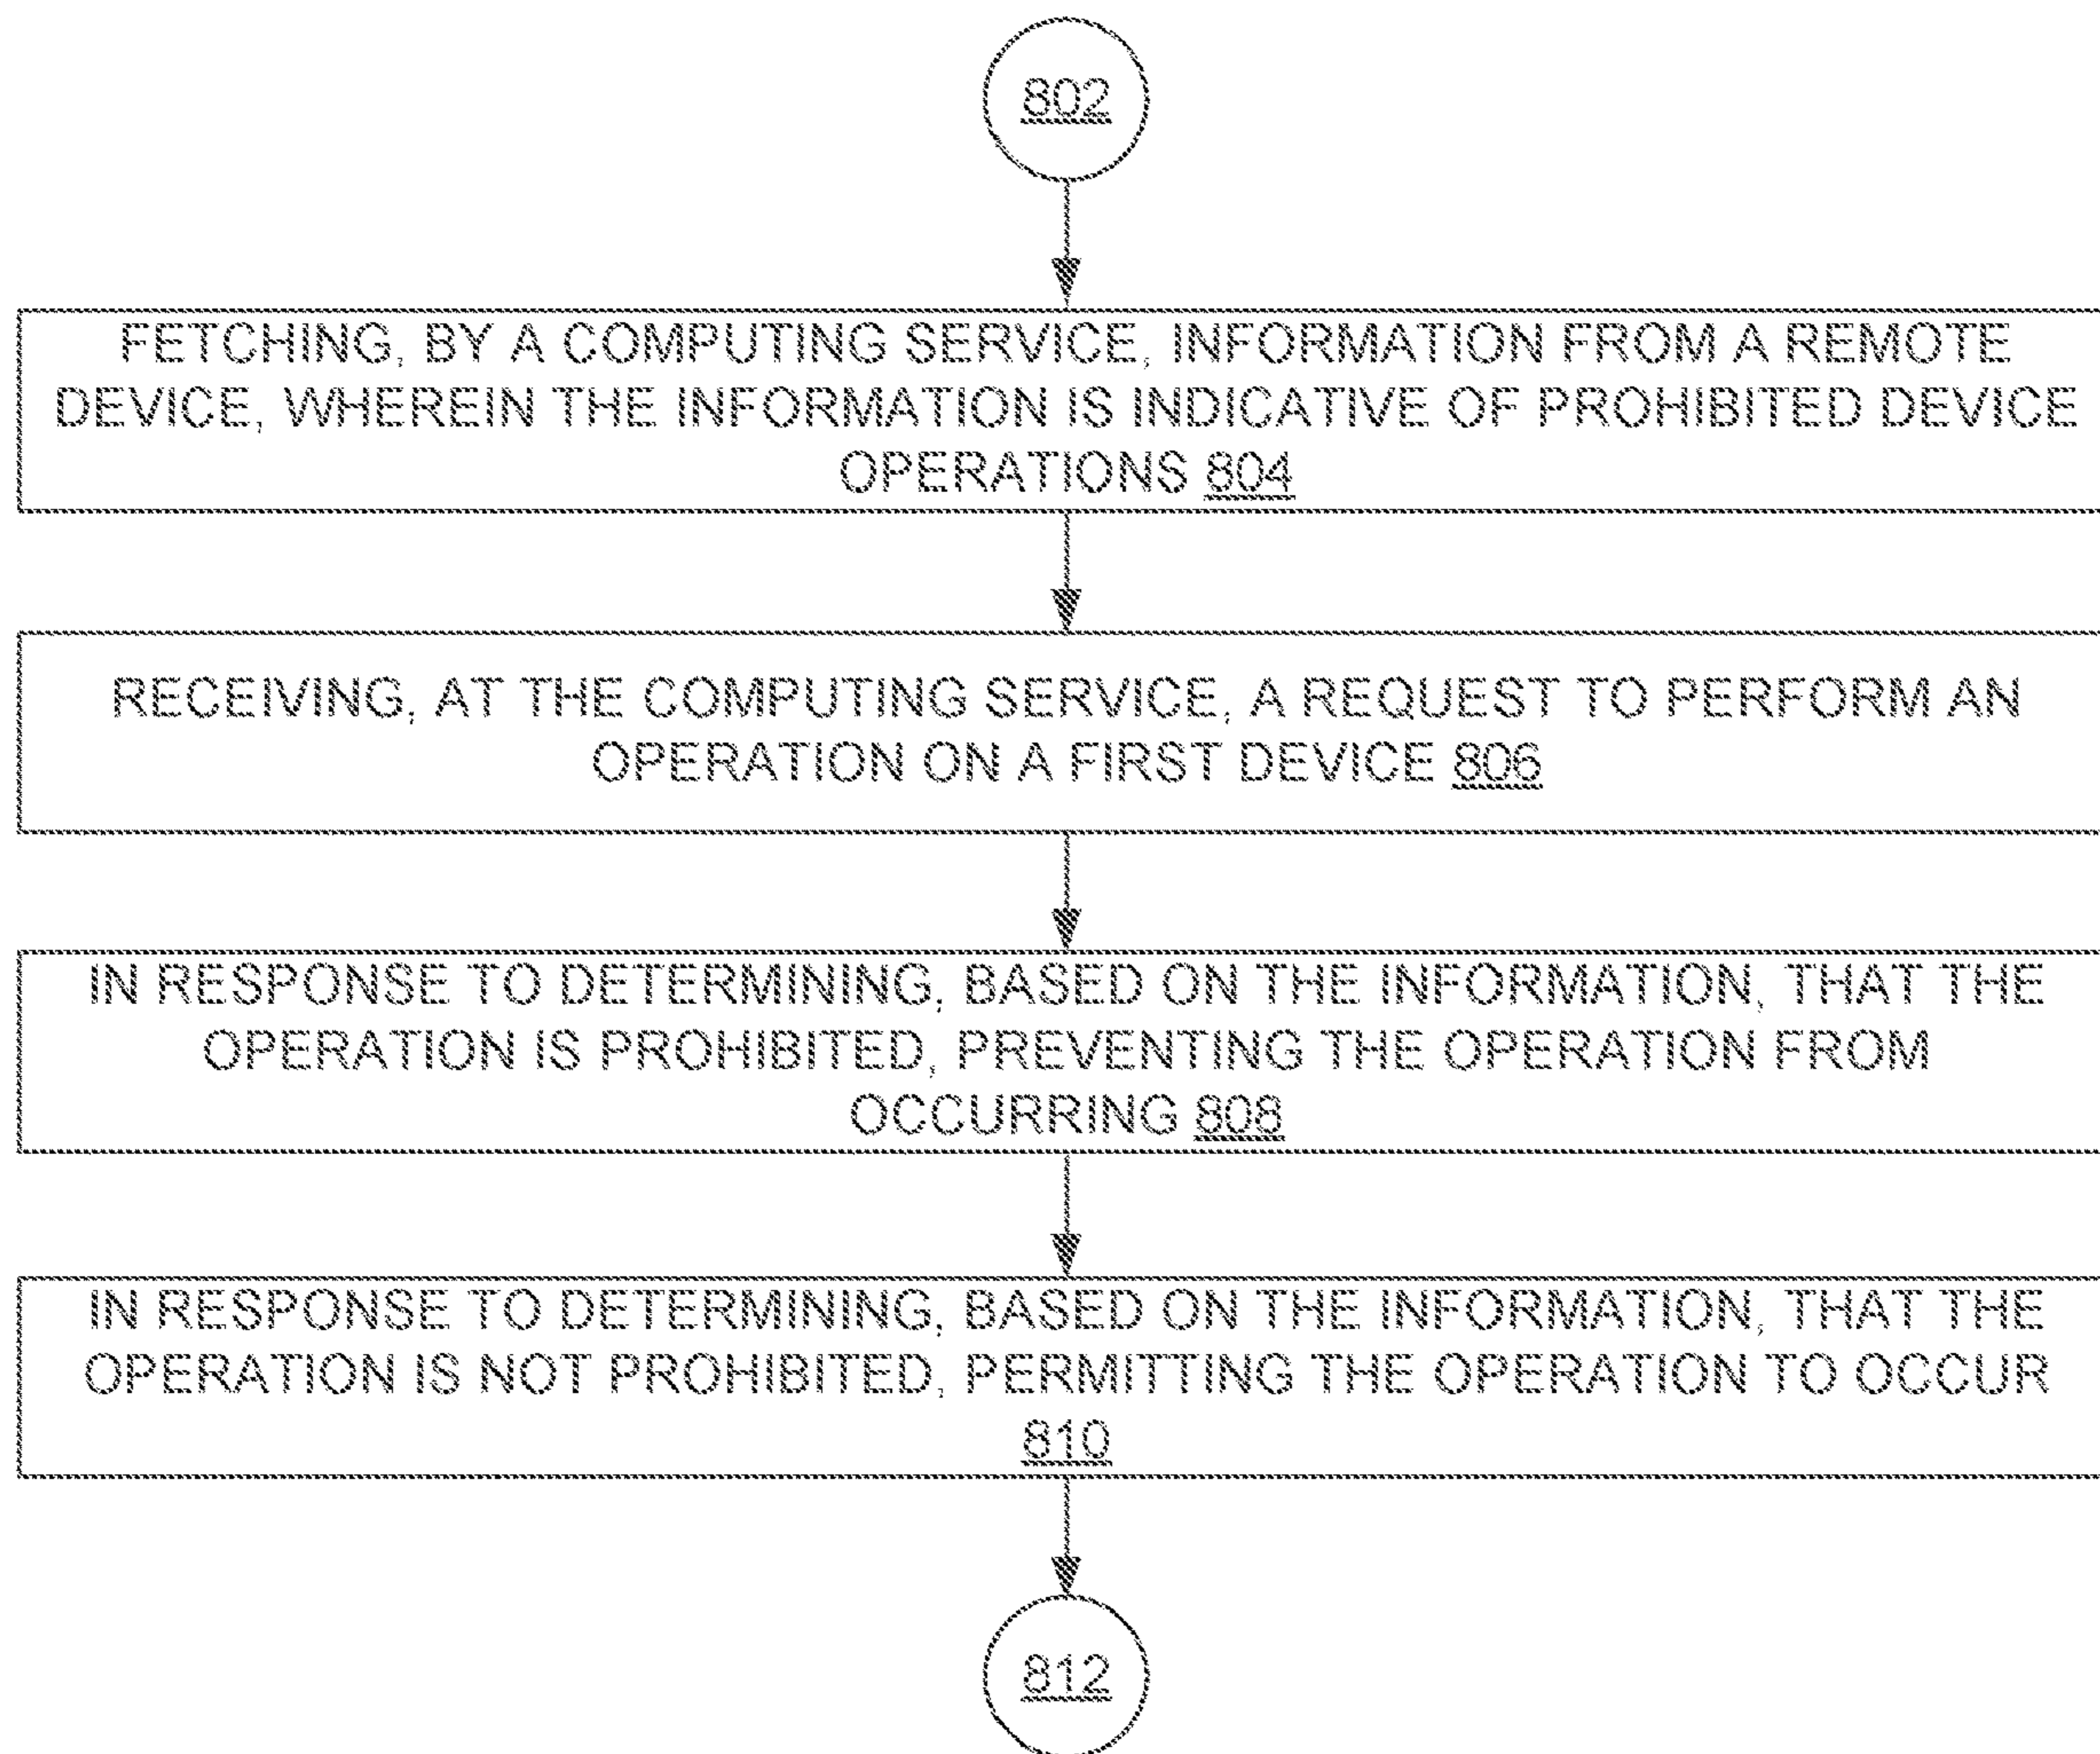 802
FETCHING, BY A COMPUTING SERVICE, INFORMATION FROM A REMOTE
DEVICE, WHEREIN THE INFORMATION IS INDICATIVE OF PROHIBITED DEVICE
OPERATIONS 804
RECEIVING, AT THE COMPUTING SERVICE, A REQUEST TO PERFORM AN
OPERATION ON A FIRST DEVICE 806
IN RESPONSE TO DETERMINING, BASED ON THE INFORMATION, THAT THE
OPERATION IS PROHIBITED, PREVENTING THE OPERATION FROM
OCCURRING 808
IN RESPONSE TO DETERMINING, BASED ON THE INFORMATION, THAT THE
OPERATION IS NOT PROHIBITED, PERMITTING THE OPERATION TO OCCUR
810
812